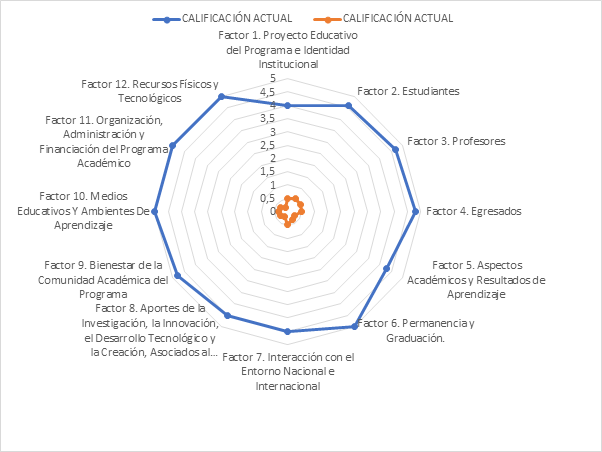 CALIFICACIÓN ACTUAL CALIFICACIÓN ACTUAL
Factor 1. Proyecto Educativo
del Programa e Identidad
Institucional
Factor 2. Estudiantes
Factor 3. Profesores
Factor 4. Egresados
Factor 5. Aspectos
Académicos y Resultados de
Aprendizaje
Factor 6. Permanencia y
Graduación.
Factor 7. Interacción con el
Entorno Nacional e
Internacional
Factor 8. Aportes de la
Investigación, la Innovación,
el Desarrollo Tecnológico y
la Creación, Asociados al...
Factor 9. Bienestar de la
Comunidad Académica del
Programa
Factor 10. Medios
Educativos Y Ambientes De
Aprendizaje
Factor 11. Organización,
Administración y
Financiación del Programa
Académico
Factor 12. Recursos Físicos y
Tecnológicos
5
4,5
4
3,5
3
2,5
2
1,5
1
0,5
0